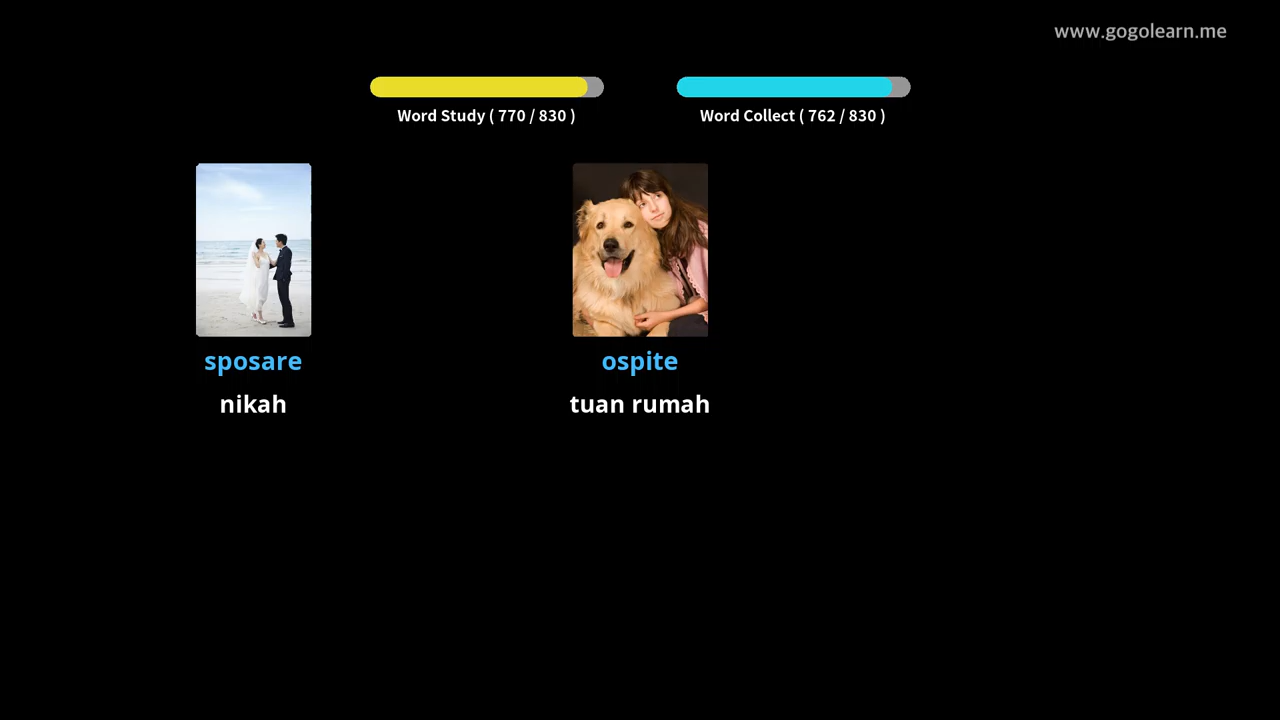 www.gogolearn.me
Word Study ( 770 / 830 )
Word Collect ( 762 / 830 )
sposare
nikah
ospite
tuan rumah